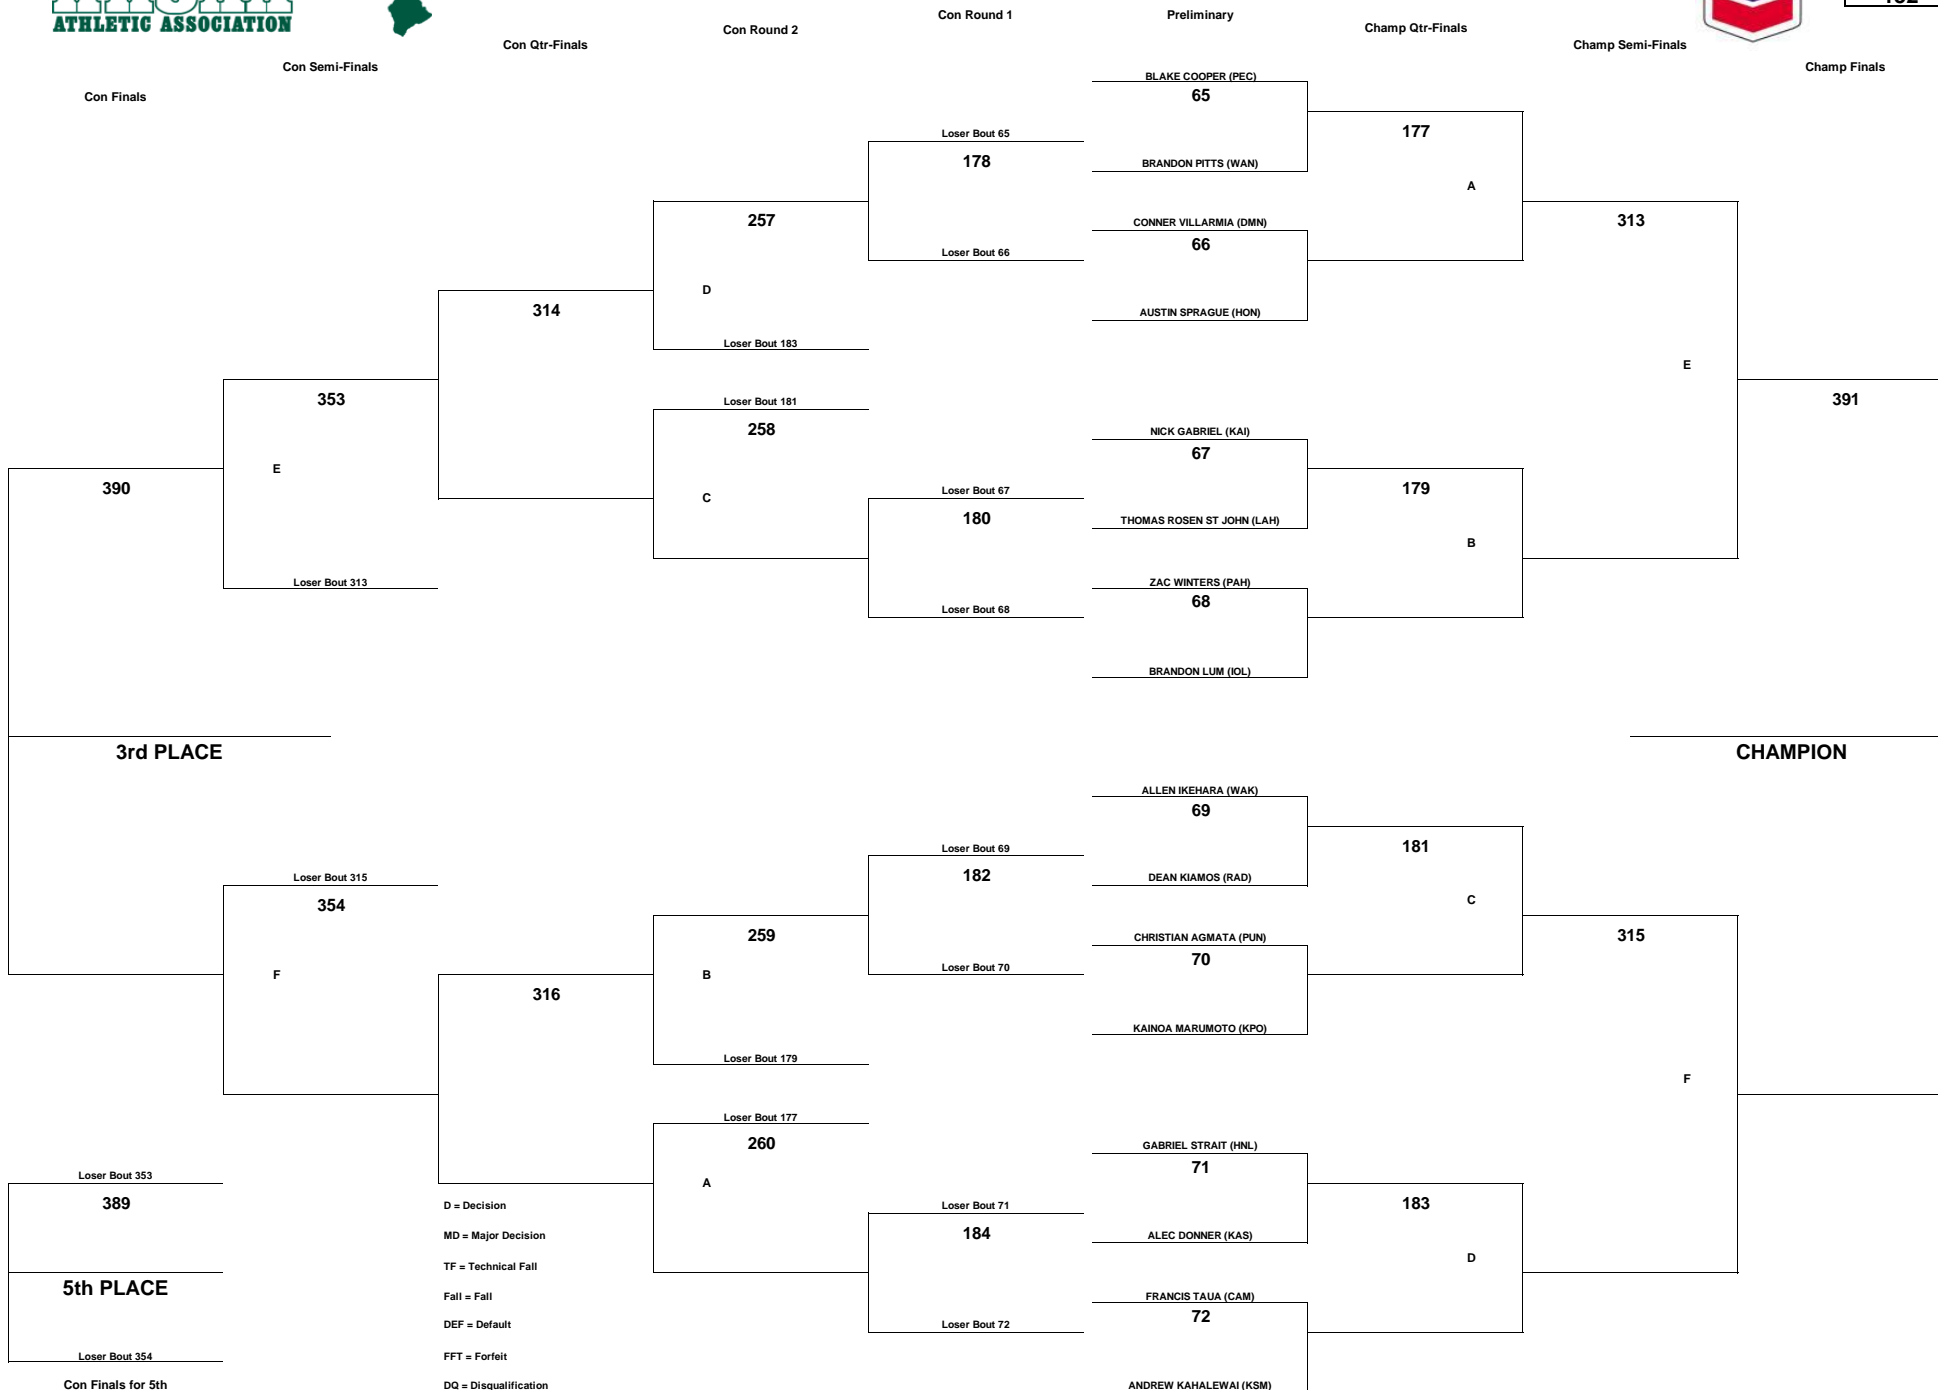 ATHLETIC ASSOCIATION
Con Finals
Con Semi-Finals
Con Qtr-Finals
Con Round 2
Con Round 1
Preliminary
Champ Qtr-Finals
Champ Semi-Finals
Champ Finals
BLAKE COOPER (PEC)
65
177
Loser Bout 65
178
BRANDON PITTS (WAN)
A
257
CONNER VILLARMIA (DMN)
313
66
Loser Bout 66
D
314
AUSTIN SPRAGUE (HON)
Loser Bout 183
E
353
Loser Bout 181
391
258
NICK GABRIEL (KAI)
67
E
390
Loser Bout 67
179
C
180
THOMAS ROSEN ST JOHN (LAH)
B
Loser Bout 313
ZAC WINTERS (PAH)
68
Loser Bout 68
BRANDON LUM (IOL)
3rd PLACE
CHAMPION
ALLEN IKEHARA (WAK)
69
Loser Bout 69
181
Loser Bout 315
182
DEAN KIAMOS (RAD)
354
C
259
CHRISTIAN AGMATA (PUN)
315
70
F
B
Loser Bout 70
316
KAINOA MARUMOTO (KPO)
Loser Bout 179
F
Loser Bout 177
260
GABRIEL STRAIT (HNL)
71
Loser Bout 353
A
389
D = Decision
Loser Bout 71
183
MD = Major Decision
184
ALEC DONNER (KAS)
D
TF = Technical Fall
5th PLACE
Fall = Fall
FRANCIS TAUA (CAM)
72
DEF = Default
Loser Bout 72
Loser Bout 354
FFT = Forfeit
Con Finals for 5th
DQ = Disqualification
ANDREW KAHALEWAI (KSM)